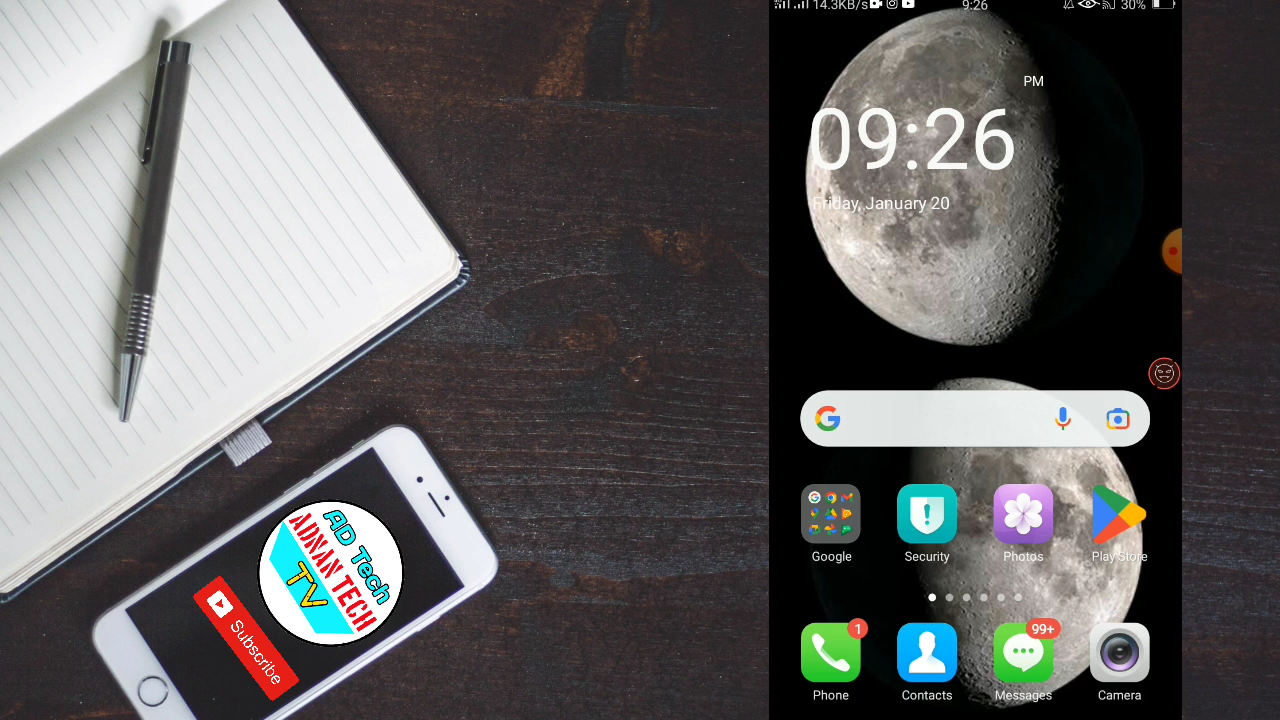 AD Tech
ADNAN TECH
TV
Subscribe
14.3KB/s
9:26
30%
PM
09:26
Friday, January 20
Google
Security
Photos
Play Store
1
99+
Phone
Contacts
Messages
Camera